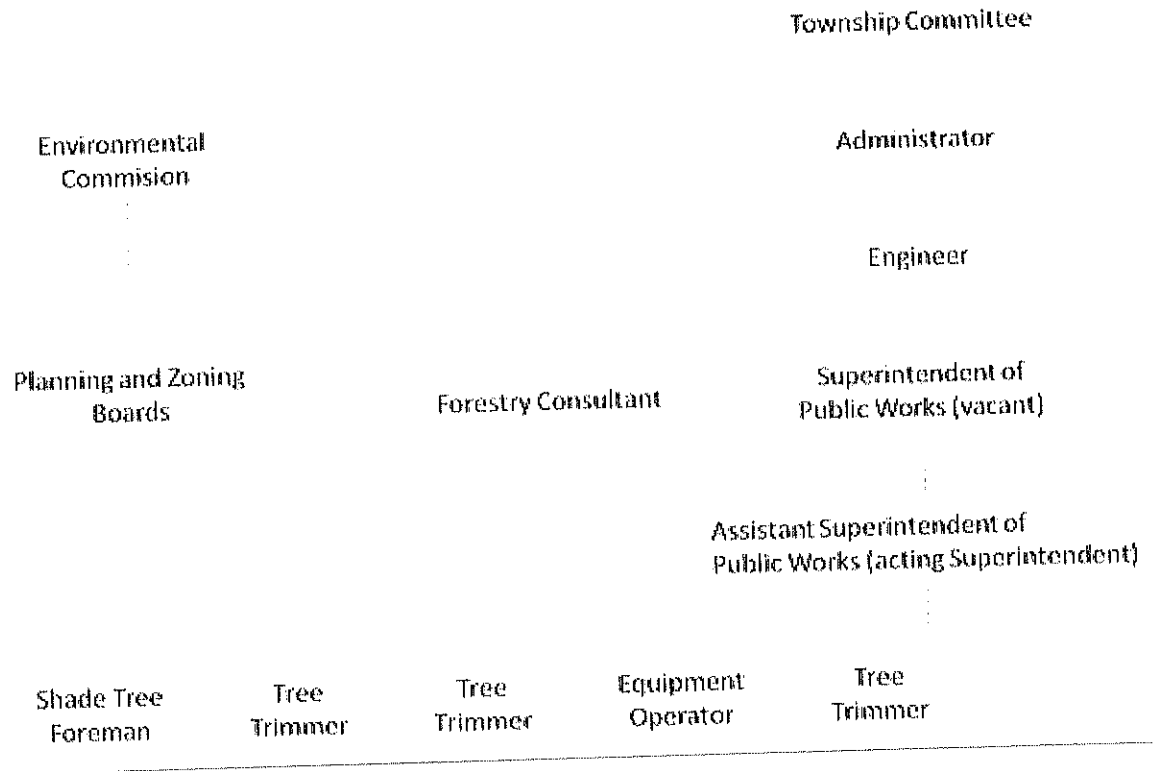 Township Committee
Environmental
Commision
Administrator
Engineer
Planning and Zoning
Boards
Forestry Consultant
Superintendent of
Public Works (vacant)
Assistant Superintendent of
Public Works (acting Superintendent)
Shade Tree
Foreman
Tree
Trimmer
Tree
Trimmer
Equipment
Operator
Tree
Trimmer